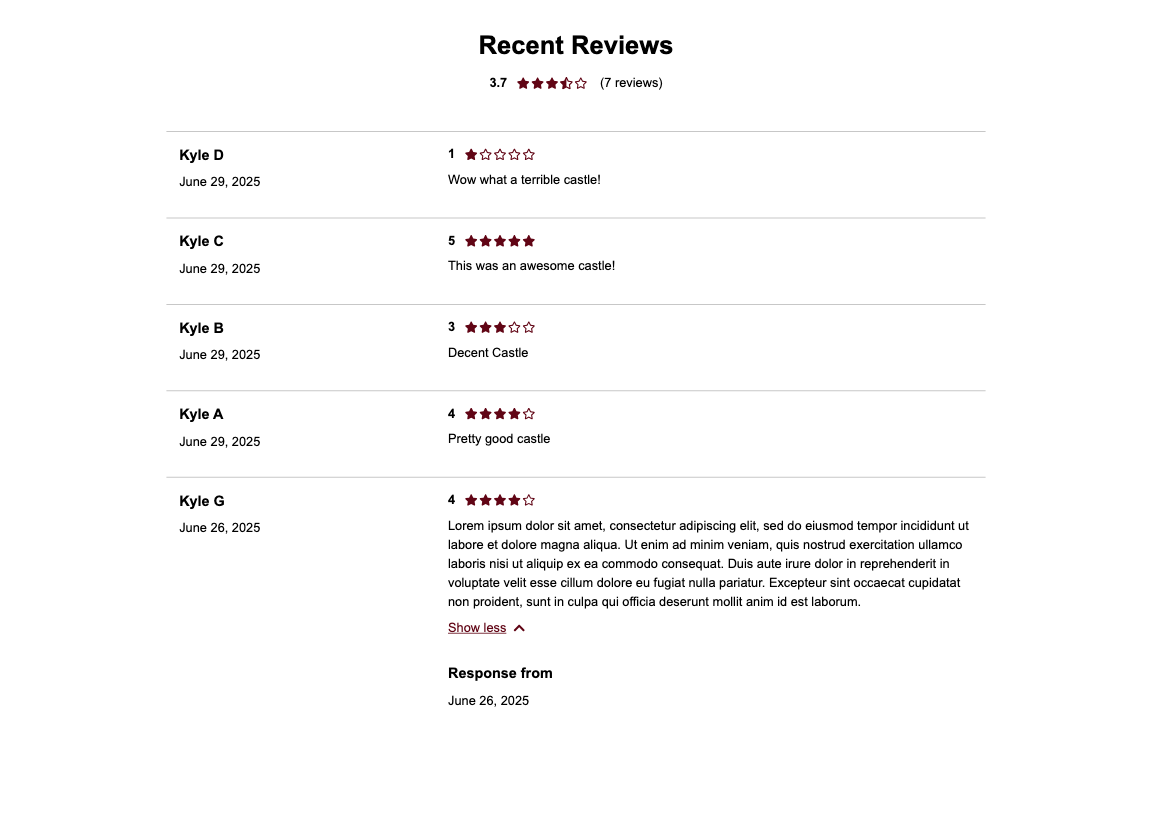 Recent Reviews
3.7 (7 reviews)
Kyle D
June 29, 2025
1
Wow what a terrible castle!
Kyle C
June 29, 2025
5
This was an awesome castle!
Kyle B
June 29, 2025
3
Decent Castle
Kyle A
June 29, 2025
4
Pretty good castle
Kyle G
June 26, 2025
4
Lorem ipsum dolor sit amet, consectetur adipiscing elit, sed do eiusmod tempor incididunt ut
labore et dolore magna aliqua. Ut enim ad minim veniam, quis nostrud exercitation ullamco
laboris nisi ut aliquip ex ea commodo consequat. Duis aute irure dolor in reprehenderit in
voluptate velit esse cillum dolore eu fugiat nulla pariatur. Excepteur sint occaecat cupidatat
non proident, sunt in culpa qui officia deserunt mollit anim id est laborum.
Show less
Response from
June 26, 2025